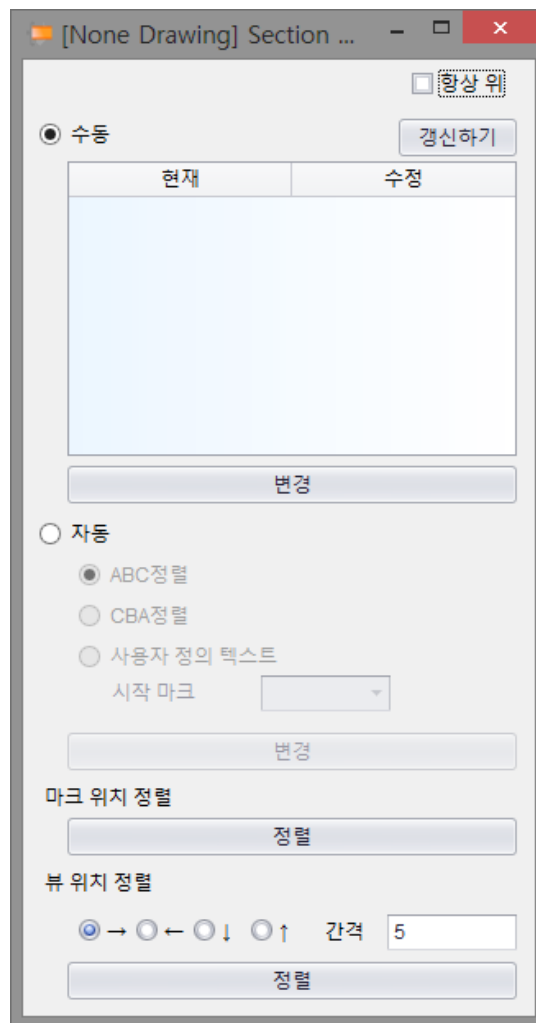 [None Drawing] Section ...
항상 위
수동 갱신하기
현재 수정
변경
자동
ABC정렬
CBA정렬
사용자 정의 텍스트
시작 마크
변경
마크 위치 정렬
정렬
뷰 위치 정렬
→ ← ↓ ↑ 간격 5
정렬